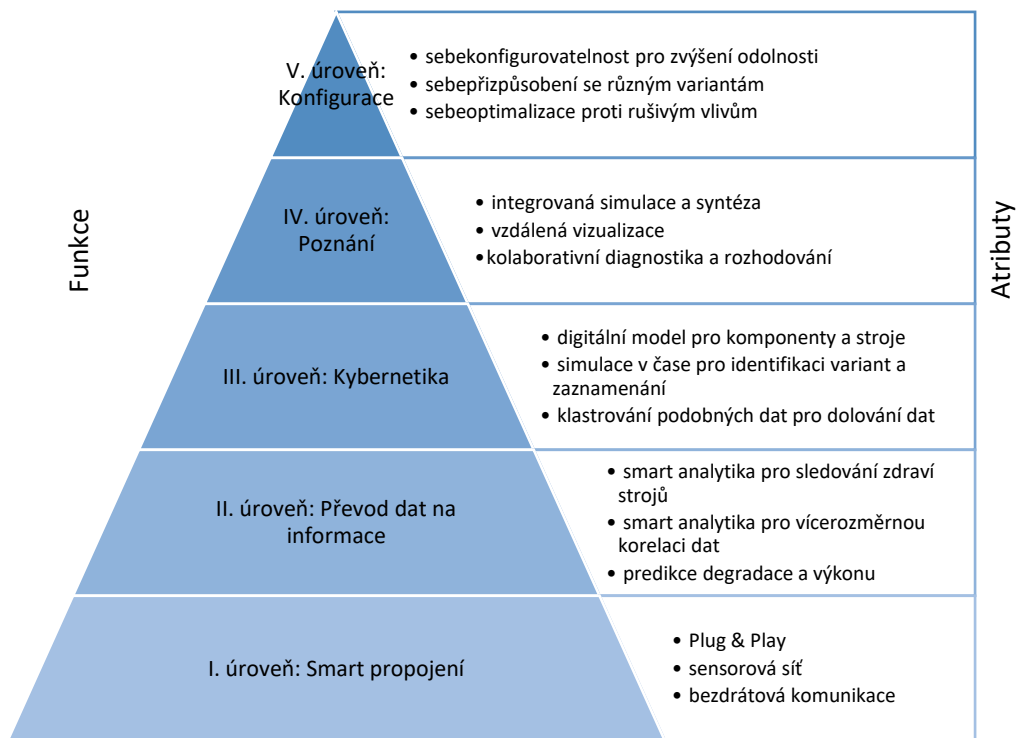 V. úroveň:
Konfigurace
• sebekonfigurovatelnost pro zvýšení odolnosti
• sebepřizpůsobení se různým variantám
• sebeoptimalizace proti rušivým vlivům
Funkce
IV. úroveň:
Poznání
• integrovaná simulace a syntéza
• vzdálená vizualizace
•kolaborativní diagnostika a rozhodování
Atributy
III. úroveň: Kybernetika
• digitální model pro komponenty a stroje
• simulace v čase pro identifikaci variant a
zaznamenání
• klastrování podobných dat pro dolování dat
II. úroveň: Převod dat na
informace
• smart analytika pro sledování zdraví
strojů
• smart analytika pro vícerozměrnou
korelaci dat
• predikce degradace a výkonu
I. úroveň: Smart propojení
• Plug & Play
• sensorová síť
• bezdrátová komunikace